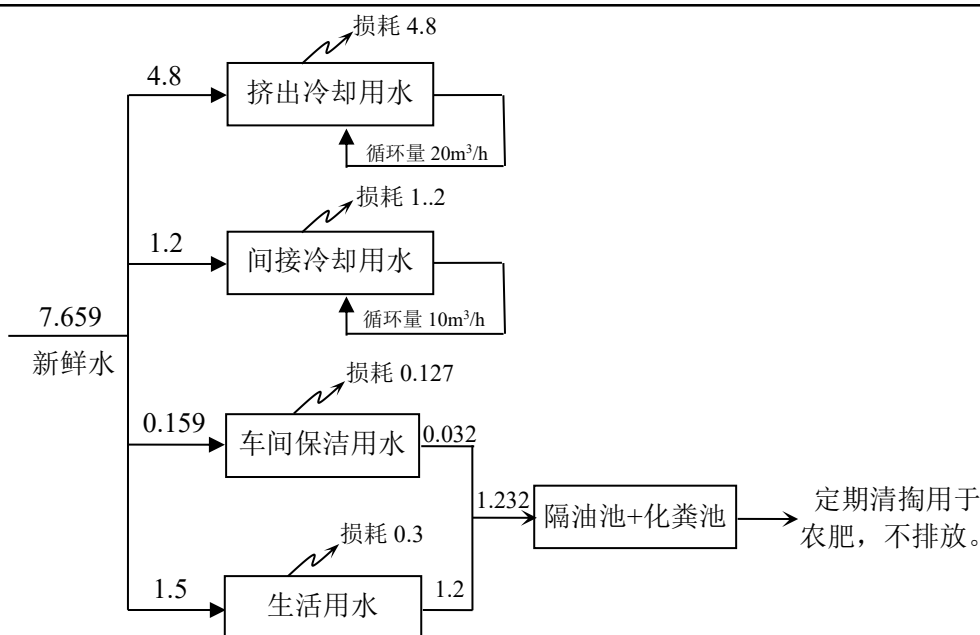 损耗 4.8
4.8
挤出冷却用水
循环量 20m³/h
损耗 1..2
1.2
间接冷却用水
循环量 10m³/h
7.659
新鲜水
损耗 0.127
0.159
车间保洁用水
0.032
1.232
隔油池+化粪池
定期清掏用于
农肥，不排放。
损耗 0.3
1.5
生活用水
1.2